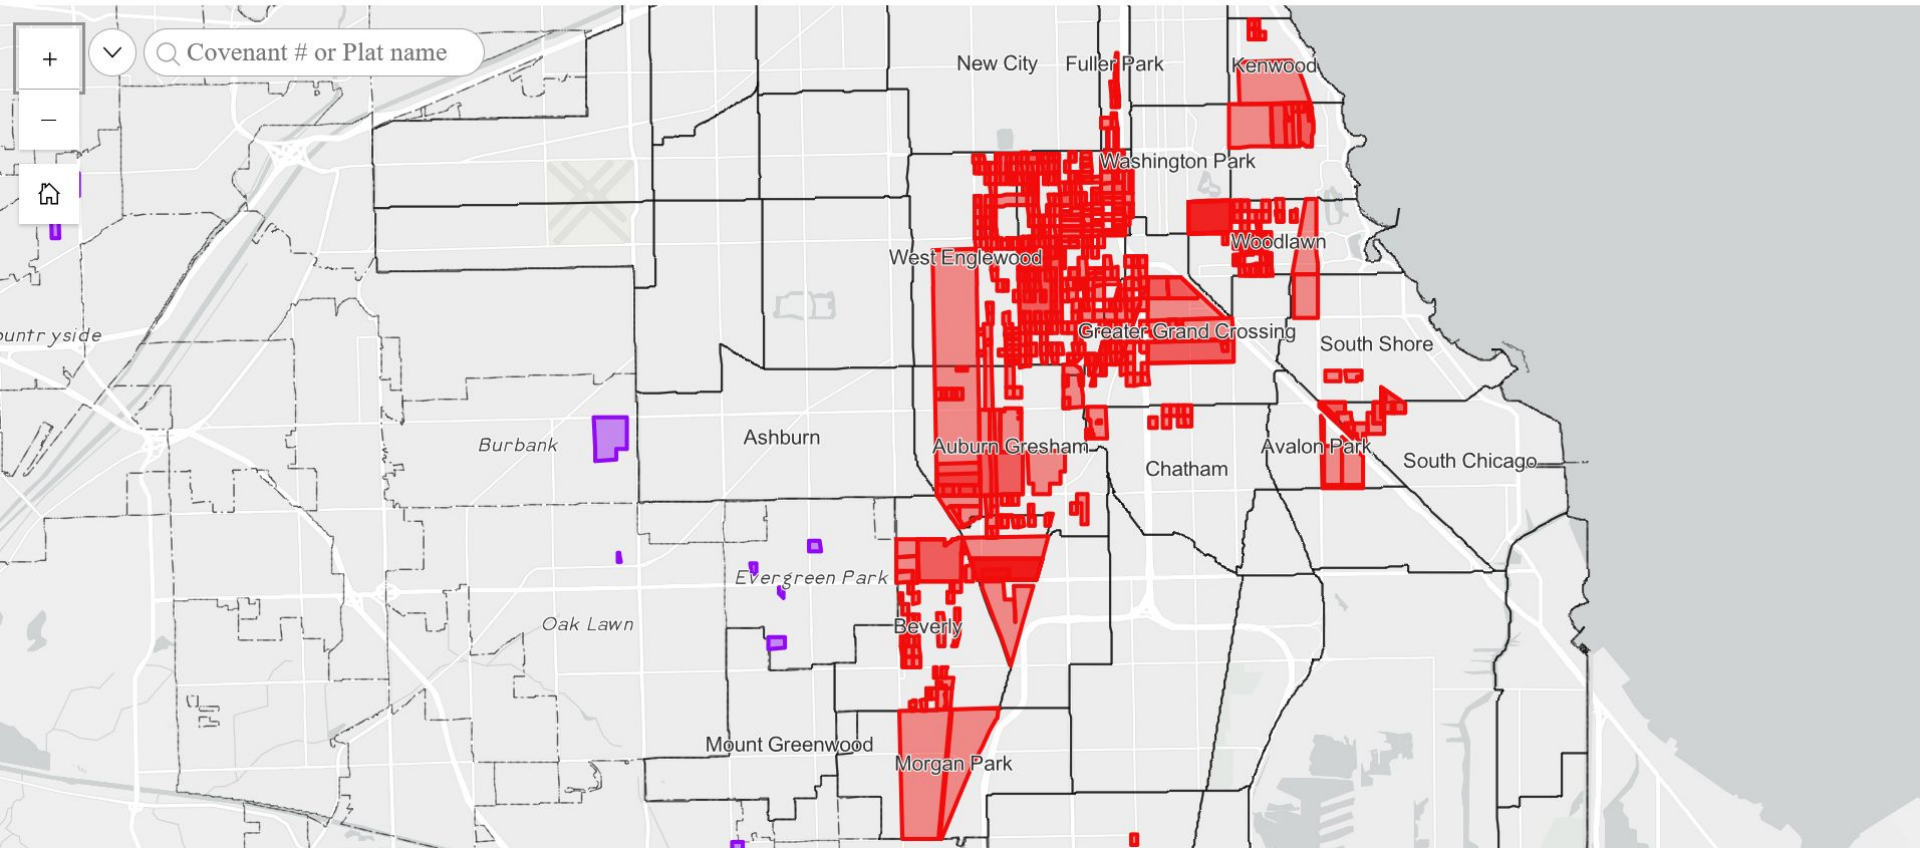 +
Covenant # or Plat name
−
New City
Fuller Park
Kenwood
Washington Park
Woodlawn
West Englewood
Greater Grand Crossing
South Shore
Burbank
Ashburn
Auburn Gresham
Avalon Park
Chatham
South Chicago
Evergreen Park
Oak Lawn
Beverly
Mount Greenwood
Morgan Park